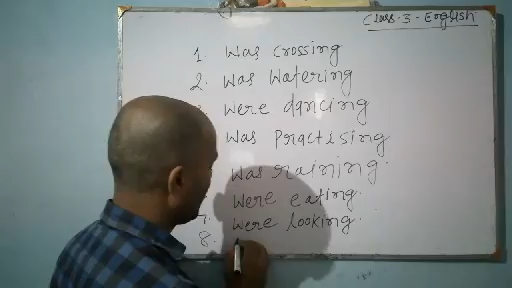 Class-3-English
1. Was Crossing
2. Was Watering
Were dancing
Was Practising
Was raining.
Were eating.
7. Were looking.
8.